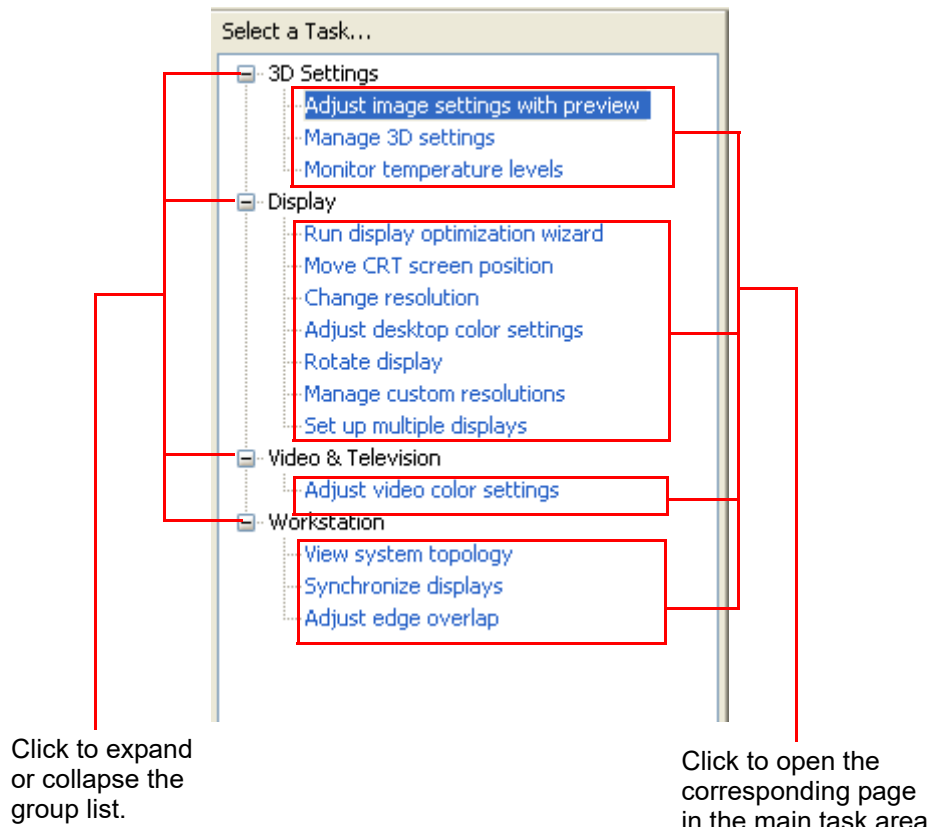 Select a Task...
3D Settings
Adjust image settings with preview
Manage 3D settings
Monitor temperature levels
Display
Run display optimization wizard
Move CRT screen position
Change resolution
Adjust desktop color settings
Rotate display
Manage custom resolutions
Set up multiple displays
Video & Television
Adjust video color settings
Workstation
View system topology
Synchronize displays
Adjust edge overlap
Click to expand
or collapse the
group list.
Click to open the
corresponding page
in the main task area